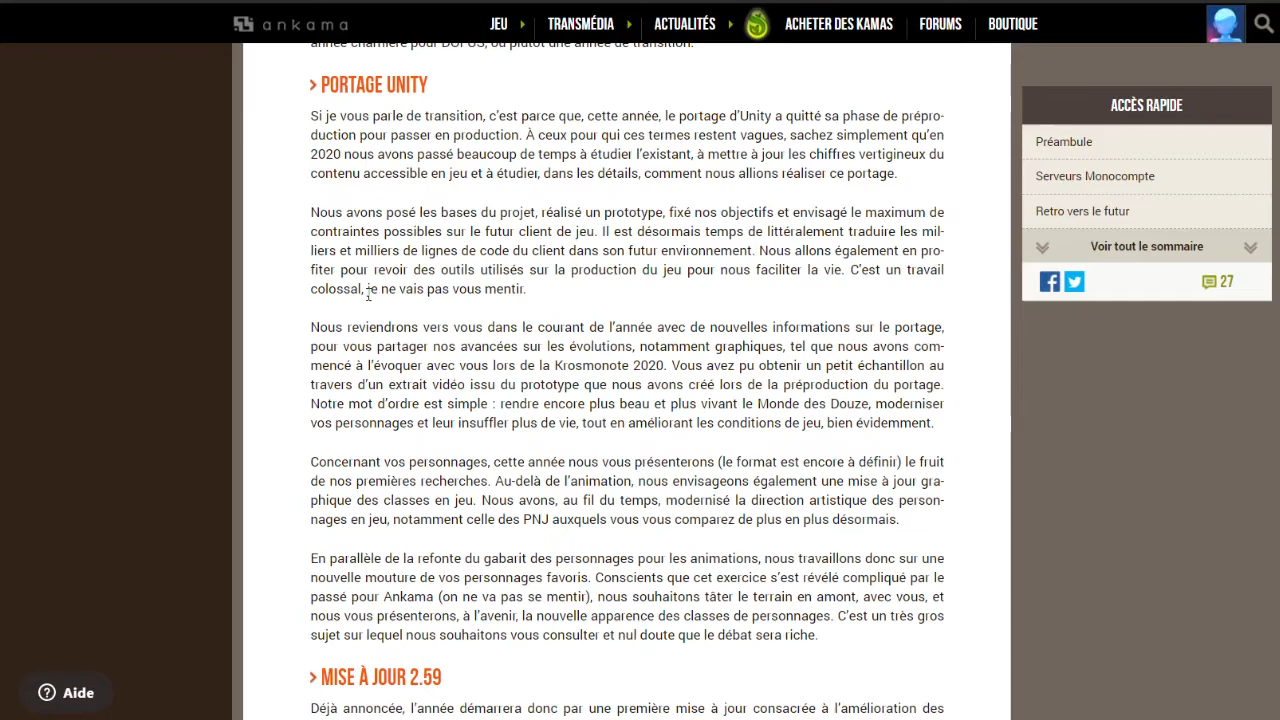 ankama
JEU
TRANSMÉDIA
ACTUALITÉS
ACHETER DES KAMAS
FORUMS
BOUTIQUE
année charnière pour DOFUS, ou plutôt une année de transition.
> PORTAGE UNITY
Si je vous parle de transition, c'est parce que, cette année, le portage d'Unity a quitté sa phase de prépro-
duction pour passer en production. À ceux pour qui ces termes restent vagues, sachez simplement qu'en
2020 nous avons passé beaucoup de temps à étudier l'existant, à mettre à jour les chiffres vertigineux du
contenu accessible en jeu et à étudier, dans les détails, comment nous allions réaliser ce portage.
Nous avons posé les bases du projet, réalisé un prototype, fixé nos objectifs et envisagé le maximum de
contraintes possibles sur le futur client de jeu. Il est désormais temps de littéralement traduire les mil-
liers et milliers de lignes de code du client dans son futur environnement. Nous allons également en pro-
fiter pour revoir des outils utilisés sur la production du jeu pour nous faciliter la vie. C'est un travail
colossal, je ne vais pas vous mentir.
Nous reviendrons vers vous dans le courant de l'année avec de nouvelles informations sur le portage,
pour vous partager nos avancées sur les évolutions, notamment graphiques, tel que nous avons com-
mencé à l'évoquer avec vous lors de la Krosmonote 2020. Vous avez pu obtenir un petit échantillon au
travers d'un extrait vidéo issu du prototype que nous avons créé lors de la préproduction du portage.
Notre mot d'ordre est simple : rendre encore plus beau et plus vivant le Monde des Douze, moderniser
vos personnages et leur insuffler plus de vie, tout en améliorant les conditions de jeu, bien évidemment.
Concernant vos personnages, cette année nous vous présenterons (le format est encore à définir) le fruit
de nos premières recherches. Au-delà de l'animation, nous envisageons également une mise à jour gra-
phique des classes en jeu. Nous avons, au fil du temps, modernisé la direction artistique des person-
nages en jeu, notamment celle des PNJ auxquels vous vous comparez de plus en plus désormais.
En parallèle de la refonte du gabarit des personnages pour les animations, nous travaillons donc sur une
nouvelle mouture de vos personnages favoris. Conscients que cet exercice s'est révélé compliqué par le
passé pour Ankama (on ne va pas se mentir), nous souhaitons tâter le terrain en amont, avec vous, et
nous vous présenterons, à l'avenir, la nouvelle apparence des classes de personnages. C'est un très gros
sujet sur lequel nous souhaitons vous consulter et nul doute que le débat sera riche.
> MISE À JOUR 2.59
Déjà annoncée, l'année démarrera donc par une première mise à jour consacrée à l'amélioration des
ACCÈS RAPIDE
Préambule
Serveurs Monocompte
Retro vers le futur
Voir tout le sommaire
27
Aide